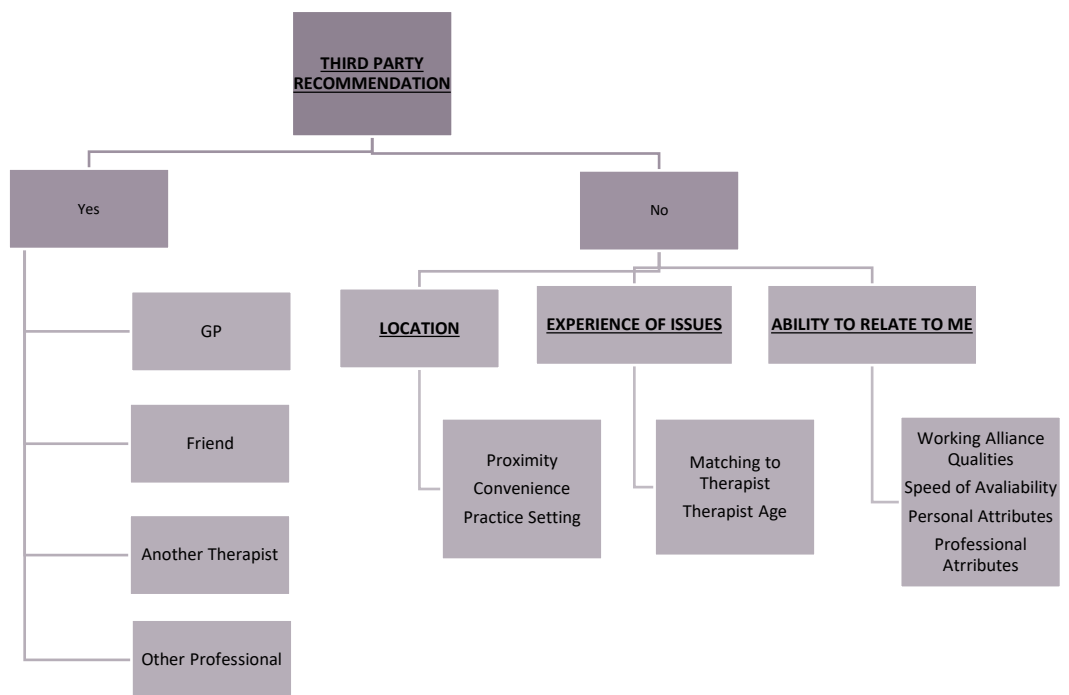 THIRD PARTY
RECOMMENDATION
Yes
No
GP
Friend
Another Therapist
Other Professional
LOCATION
EXPERIENCE OF ISSUES
ABILITY TO RELATE TO ME
Proximity
Convenience
Practice Setting
Matching to
Therapist
Therapist Age
Working Alliance
Qualities
Speed of Avaliability
Personal Attributes
Professional
Atrributes